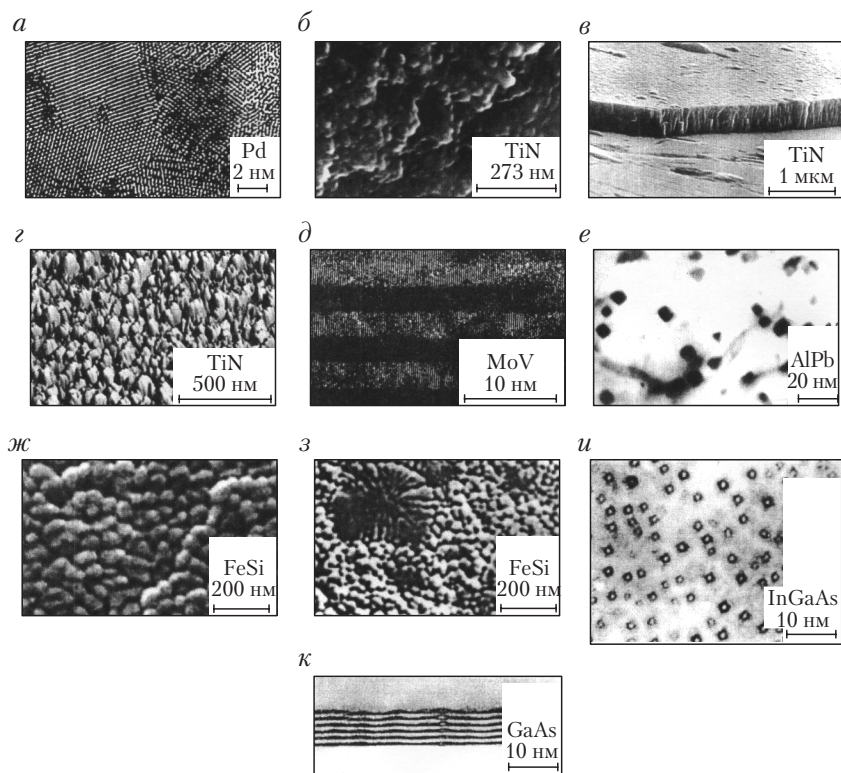 а
б
в
Pd
2 нм
TiN
273 нм
TiN
1 мкм
г
д
е
TiN
500 нм
MoV
10 нм
AlPb
20 нм
ж
з
и
FeSi
200 нм
FeSi
200 нм
InGaAs
10 нм
к
GaAs
10 нм